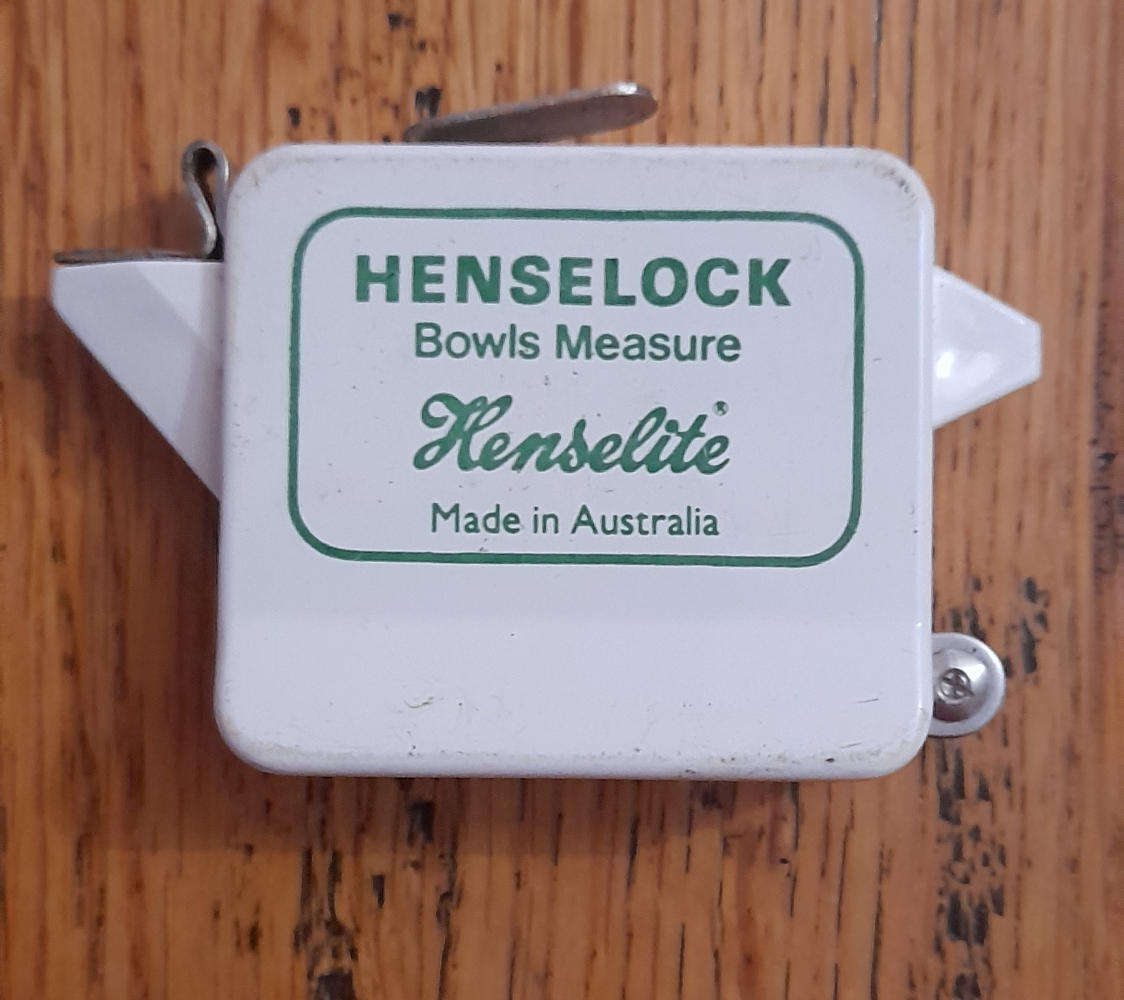 HENSELOCK
Bowls Measure
Henselite®
Made in Australia